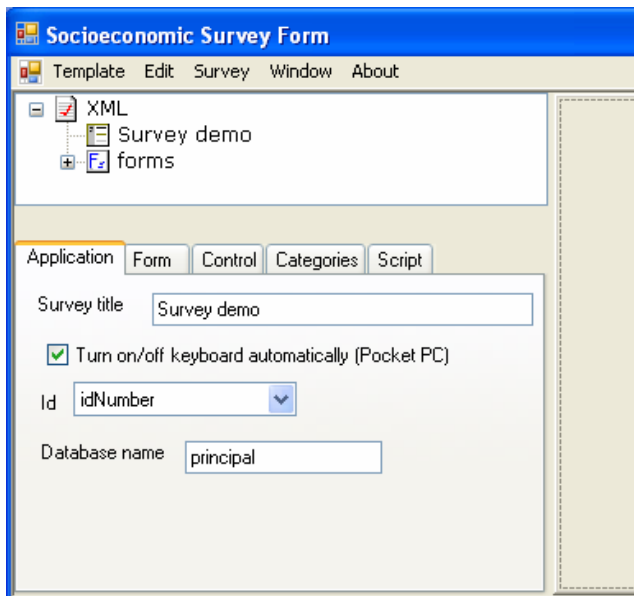 Socioeconomic Survey Form
Template Edit Survey Window About
XML
Survey demo
forms
Application Form Control Categories Script
Survey title Survey demo
Turn on/off keyboard automatically (Pocket PC)
Id idNumber
Database name principal